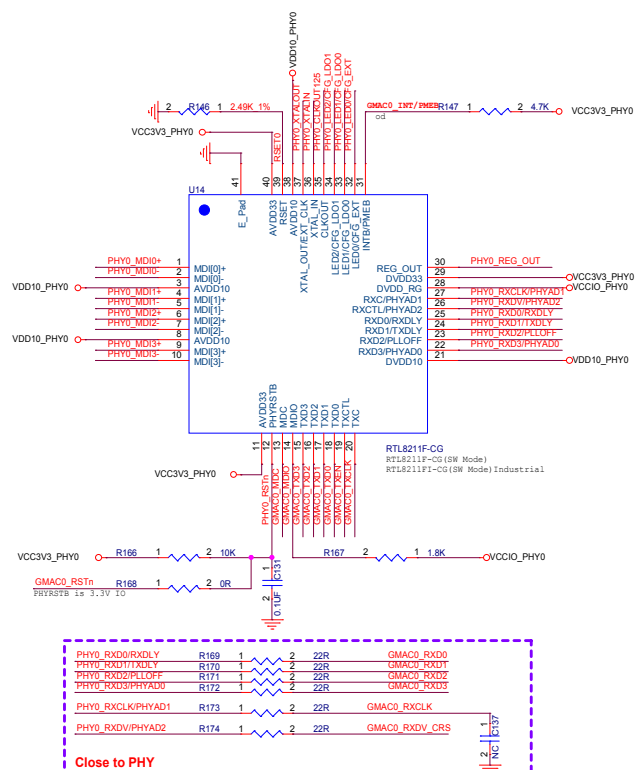 VDD10_PHY0
2 R146 1 2.49K 1%
VCC3V3_PHY0
RSET0
PHY0_XTALOUT
PHY0_XTALIN
PHY0_CLKOUT125
PHY0_LED2/CFG_LDO1
PHY0_LED1/CFG_LDO0
PHY0_LED0/CFG_EXT
GMAC0_INT/PMEB R147 1 2 4.7K VCC3V3_PHY0
od
41 40 39 38 37 36 35 34 33 32 31
U14
E_Pad
AVDD33
RSET
AVDD10
XTAL_OUT/EXT_CLK
XTAL_IN
CLKOUT
LED2/CFG_LDO1
LED1/CFG_LDO0
LED0/CFG_EXT
INTB/PMEB
PHY0_MDI0+ 1 MDI[0]+
PHY0_MDI0- 2 MDI[0]-
VDD10_PHY0 3 AVDD10
PHY0_MDI1+ 4 MDI[1]+
PHY0_MDI1- 5 MDI[1]-
PHY0_MDI2+ 6 MDI[2]+
PHY0_MDI2- 7 MDI[2]-
VDD10_PHY0 8 AVDD10
PHY0_MDI3+ 9 MDI[3]+
PHY0_MDI3- 10 MDI[3]-
REG_OUT 30 PHY0_REG_OUT
DVDD33 29 VCC3V3_PHY0
DVDD_RG 28 VCCIO_PHY0
RXC/PHYAD1 27 PHY0_RXCLK/PHYAD1
RXCTL/PHYAD2 26 PHY0_RXDV/PHYAD2
RXD0/RXDLY 25 PHY0_RXD0/RXDLY
RXD1/TXDLY 24 PHY0_RXD1/TXDLY
RXD2/PLLOFF 23 PHY0_RXD2/PLLOFF
RXD3/PHYAD0 22 PHY0_RXD3/PHYAD0
DVDD10 21 VDD10_PHY0
AVDD33
PHYRSTB
MDC
MDIO
TXD3
TXD2
TXD1
TXD0
TXCTL
TXC
11 12 13 14 15 16 17 18 19 20
RTL8211F-CG
RTL8211F-CG(SW Mode)
RTL8211FI-CG(SW Mode)Industrial
VCC3V3_PHY0
PHY0_RSTn
GMAC0_MDC
GMAC0_MDIO
GMAC0_TXD3
GMAC0_TXD2
GMAC0_TXD1
GMAC0_TXD0
GMAC0_TXEN
GMAC0_TXCLK
VCC3V3_PHY0 R166 1 2 10K
R167 2 1 1.8K VCCIO_PHY0
GMAC0_RSTn R168 1 2 0R
PHYRSTB is 3.3V IO
1 2 C131 0.1UF
PHY0_RXD0/RXDLY R169 1 2 22R GMAC0_RXD0
PHY0_RXD1/TXDLY R170 1 2 22R GMAC0_RXD1
PHY0_RXD2/PLLOFF R171 1 2 22R GMAC0_RXD2
PHY0_RXD3/PHYAD0 R172 1 2 22R GMAC0_RXD3
PHY0_RXCLK/PHYAD1 R173 1 2 22R GMAC0_RXCLK
PHY0_RXDV/PHYAD2 R174 1 2 22R GMAC0_RXDV_CRS
1 2 C137 NC
Close to PHY